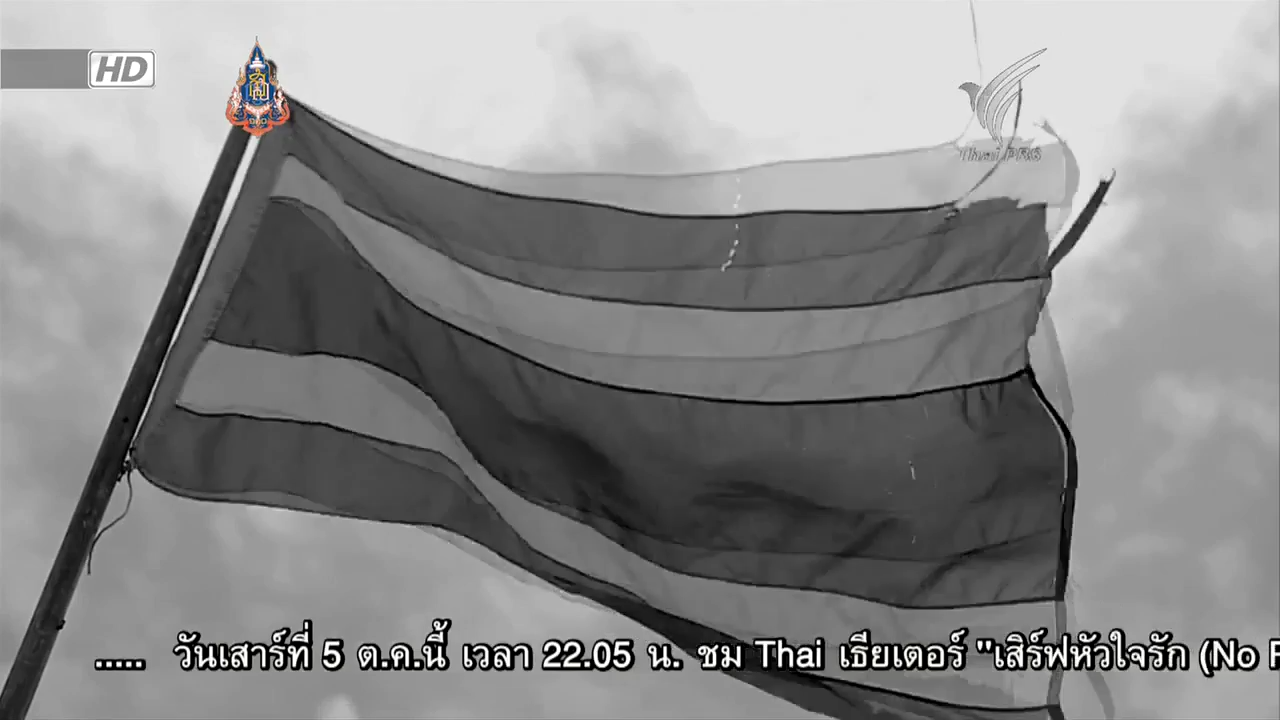 HD
Thai PBS
..... วันเสาร์ที่ 5 ต.ค.นี้ เวลา 22.05 น. ชม Thai เธียเตอร์ "เสิร์ฟหัวใจรัก (No